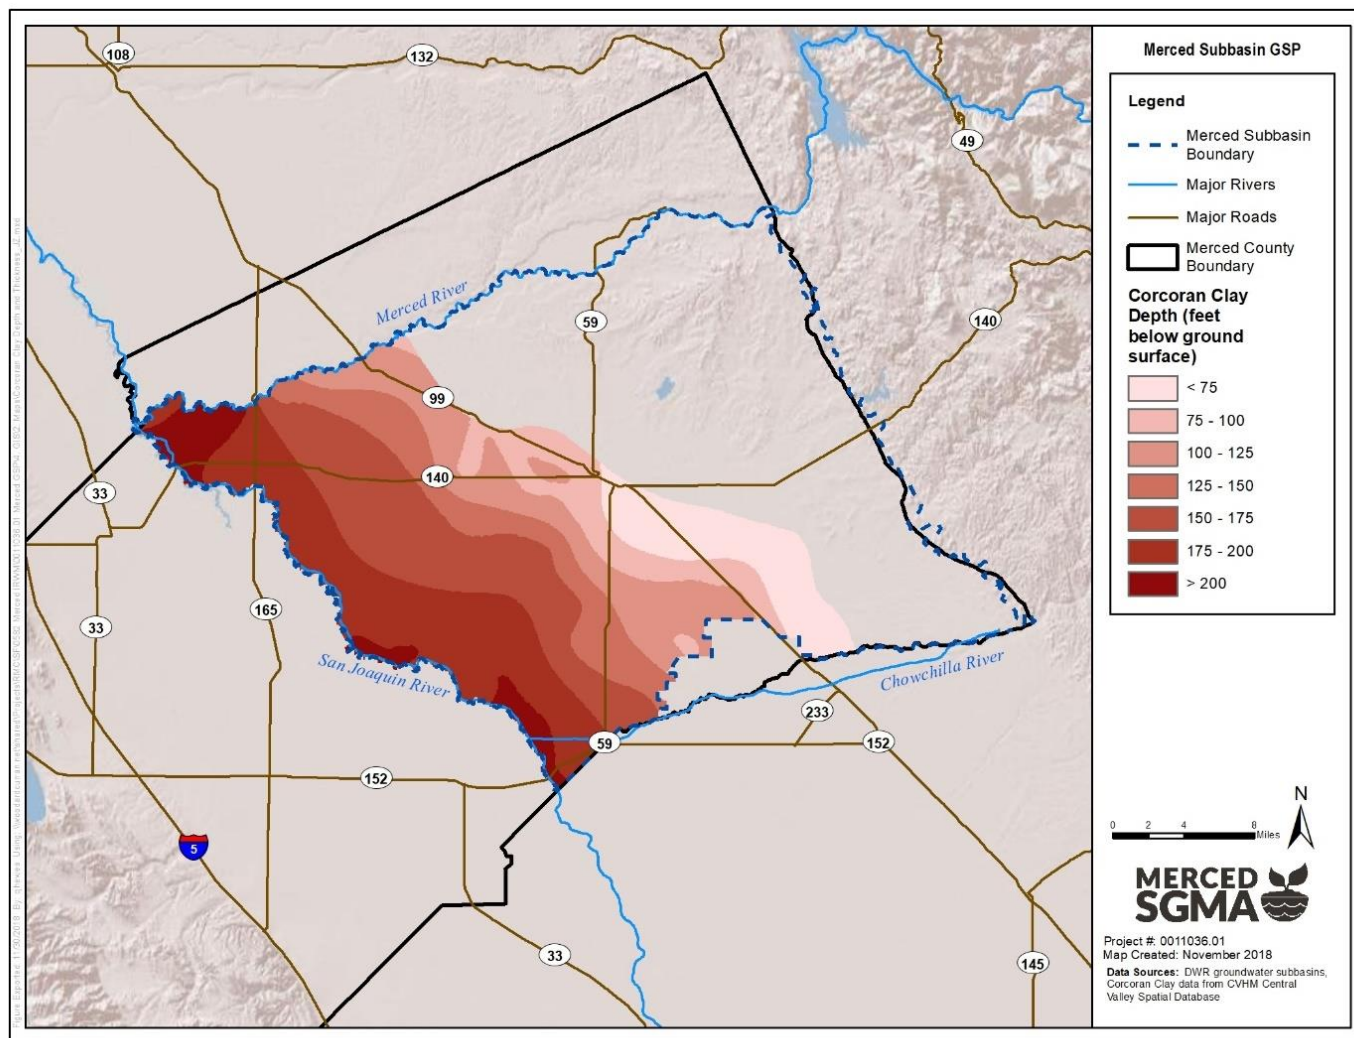 Merced Subbasin GSP
Legend
Merced Subbasin
Boundary
Major Rivers
Major Roads
Merced County
Boundary
Corcoran Clay
Depth (feet
below ground
surface)
< 75
75 - 100
100 - 125
125 - 150
150 - 175
175 - 200
> 200
108
132
49
Merced River
59
140
99
140
33
165
33
San Joaquin River
Chowchilla River
233
59
152
152
5
33
145
N
0 2 4 8
Miles
MERCED
SGMA
Project #: 0011036.01
Map Created: November 2018
Data Sources: DWR groundwater subbasins,
Corcoran Clay data from CVHM Central
Valley Spatial Database